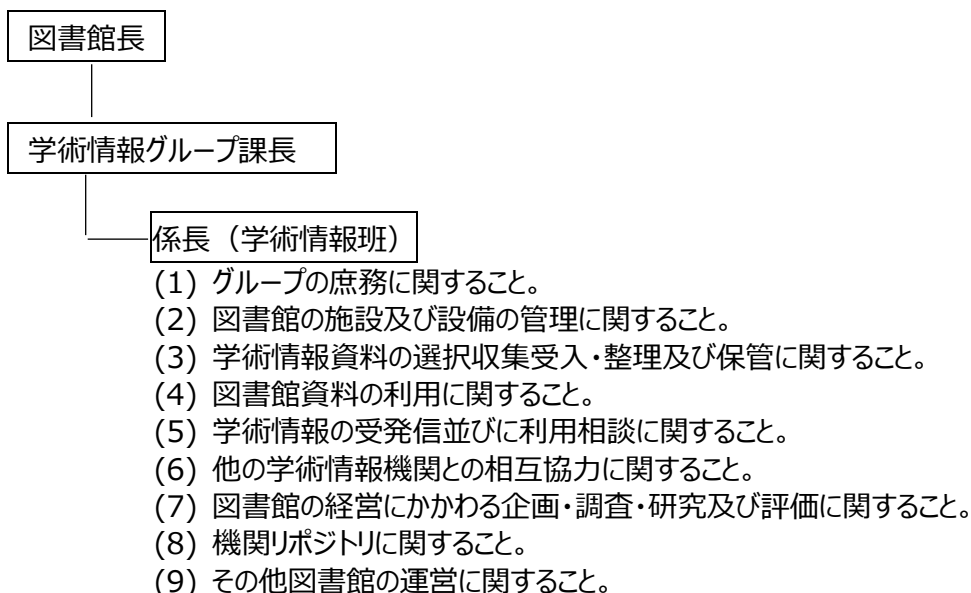 図書館長
学術情報グループ課長
係長（学術情報班）
(1) グループの庶務に関すること。
(2) 図書館の施設及び設備の管理に関すること。
(3) 学術情報資料の選択収集受入・整理及び保管に関すること。
(4) 図書館資料の利用に関すること。
(5) 学術情報の受発信並びに利用相談に関すること。
(6) 他の学術情報機関との相互協力に関すること。
(7) 図書館の経営にかかわる企画・調査・研究及び評価に関すること。
(8) 機関リポジトリに関すること。
(9) その他図書館の運営に関すること。